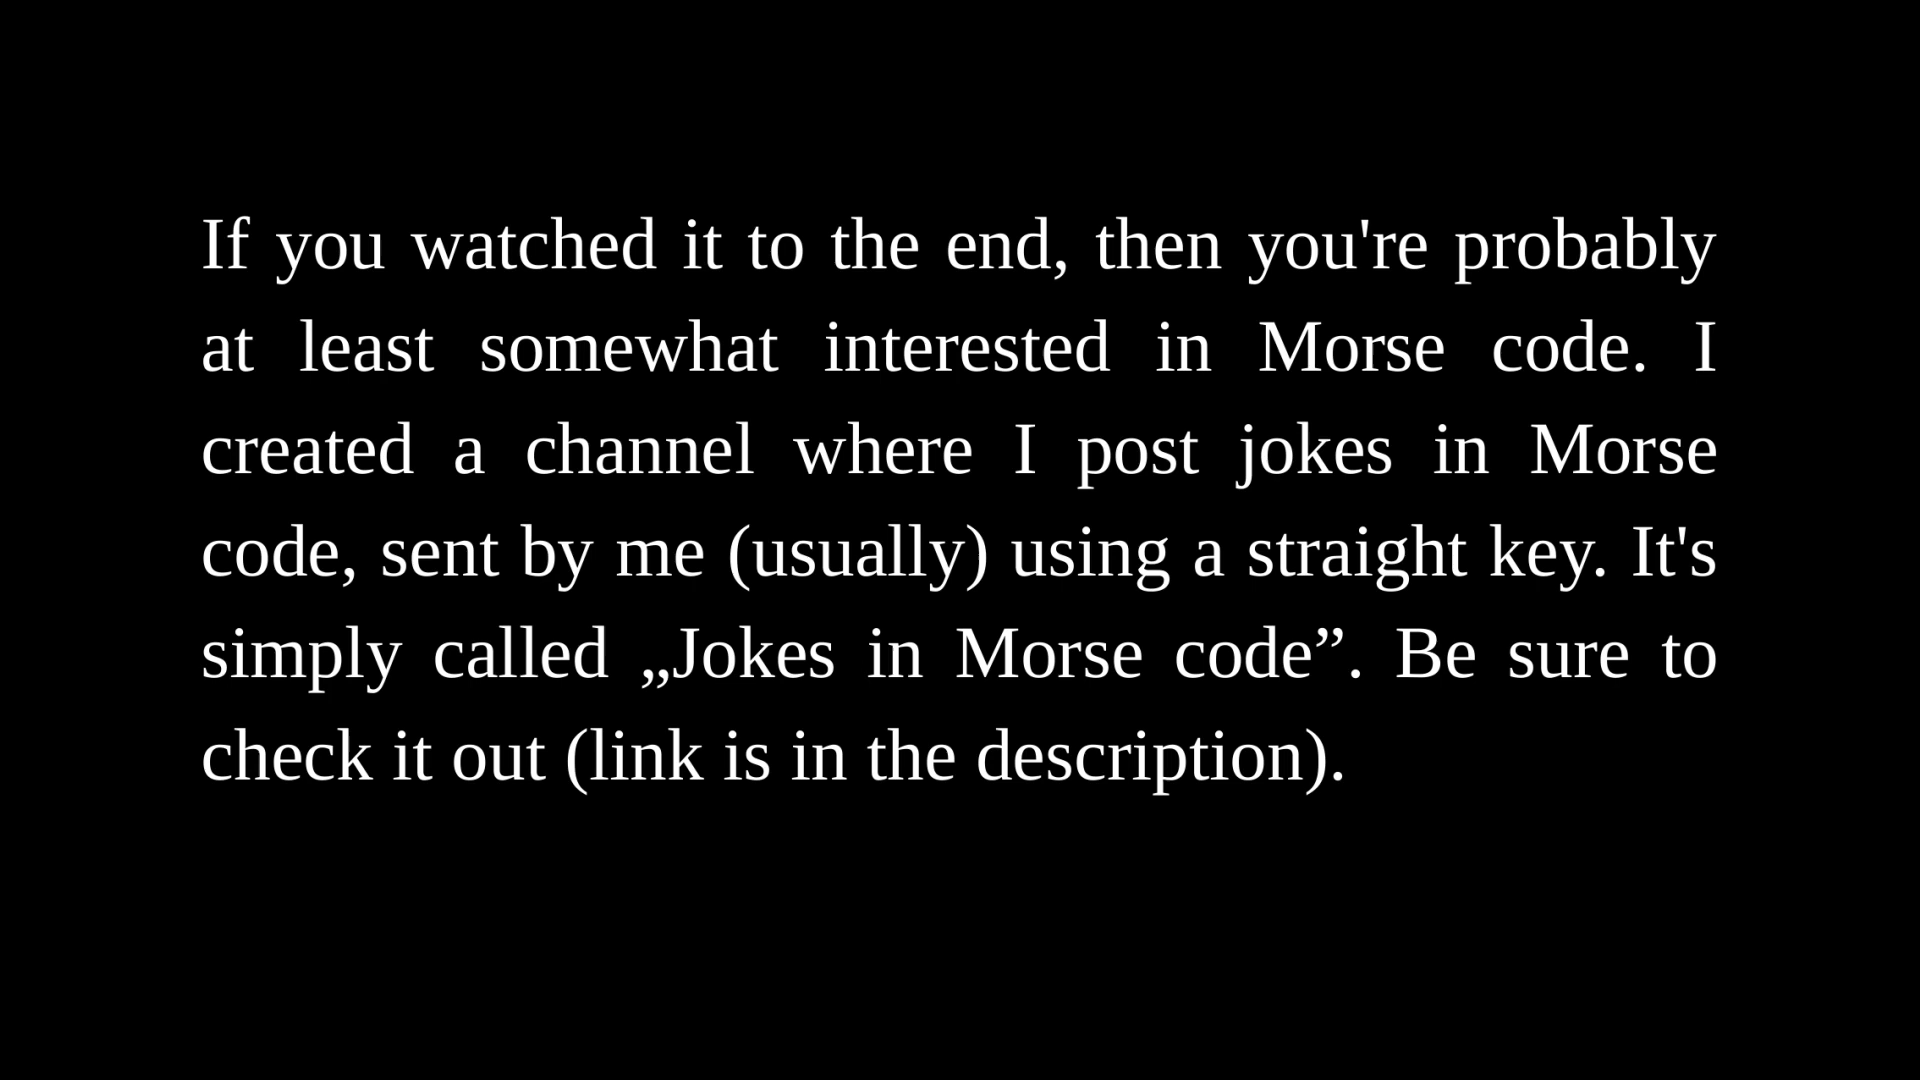 If you watched it to the end, then you're probably
at least somewhat interested in Morse code. I
created a channel where I post jokes in Morse
code, sent by me (usually) using a straight key. It's
simply called „Jokes in Morse code”. Be sure to
check it out (link is in the description).